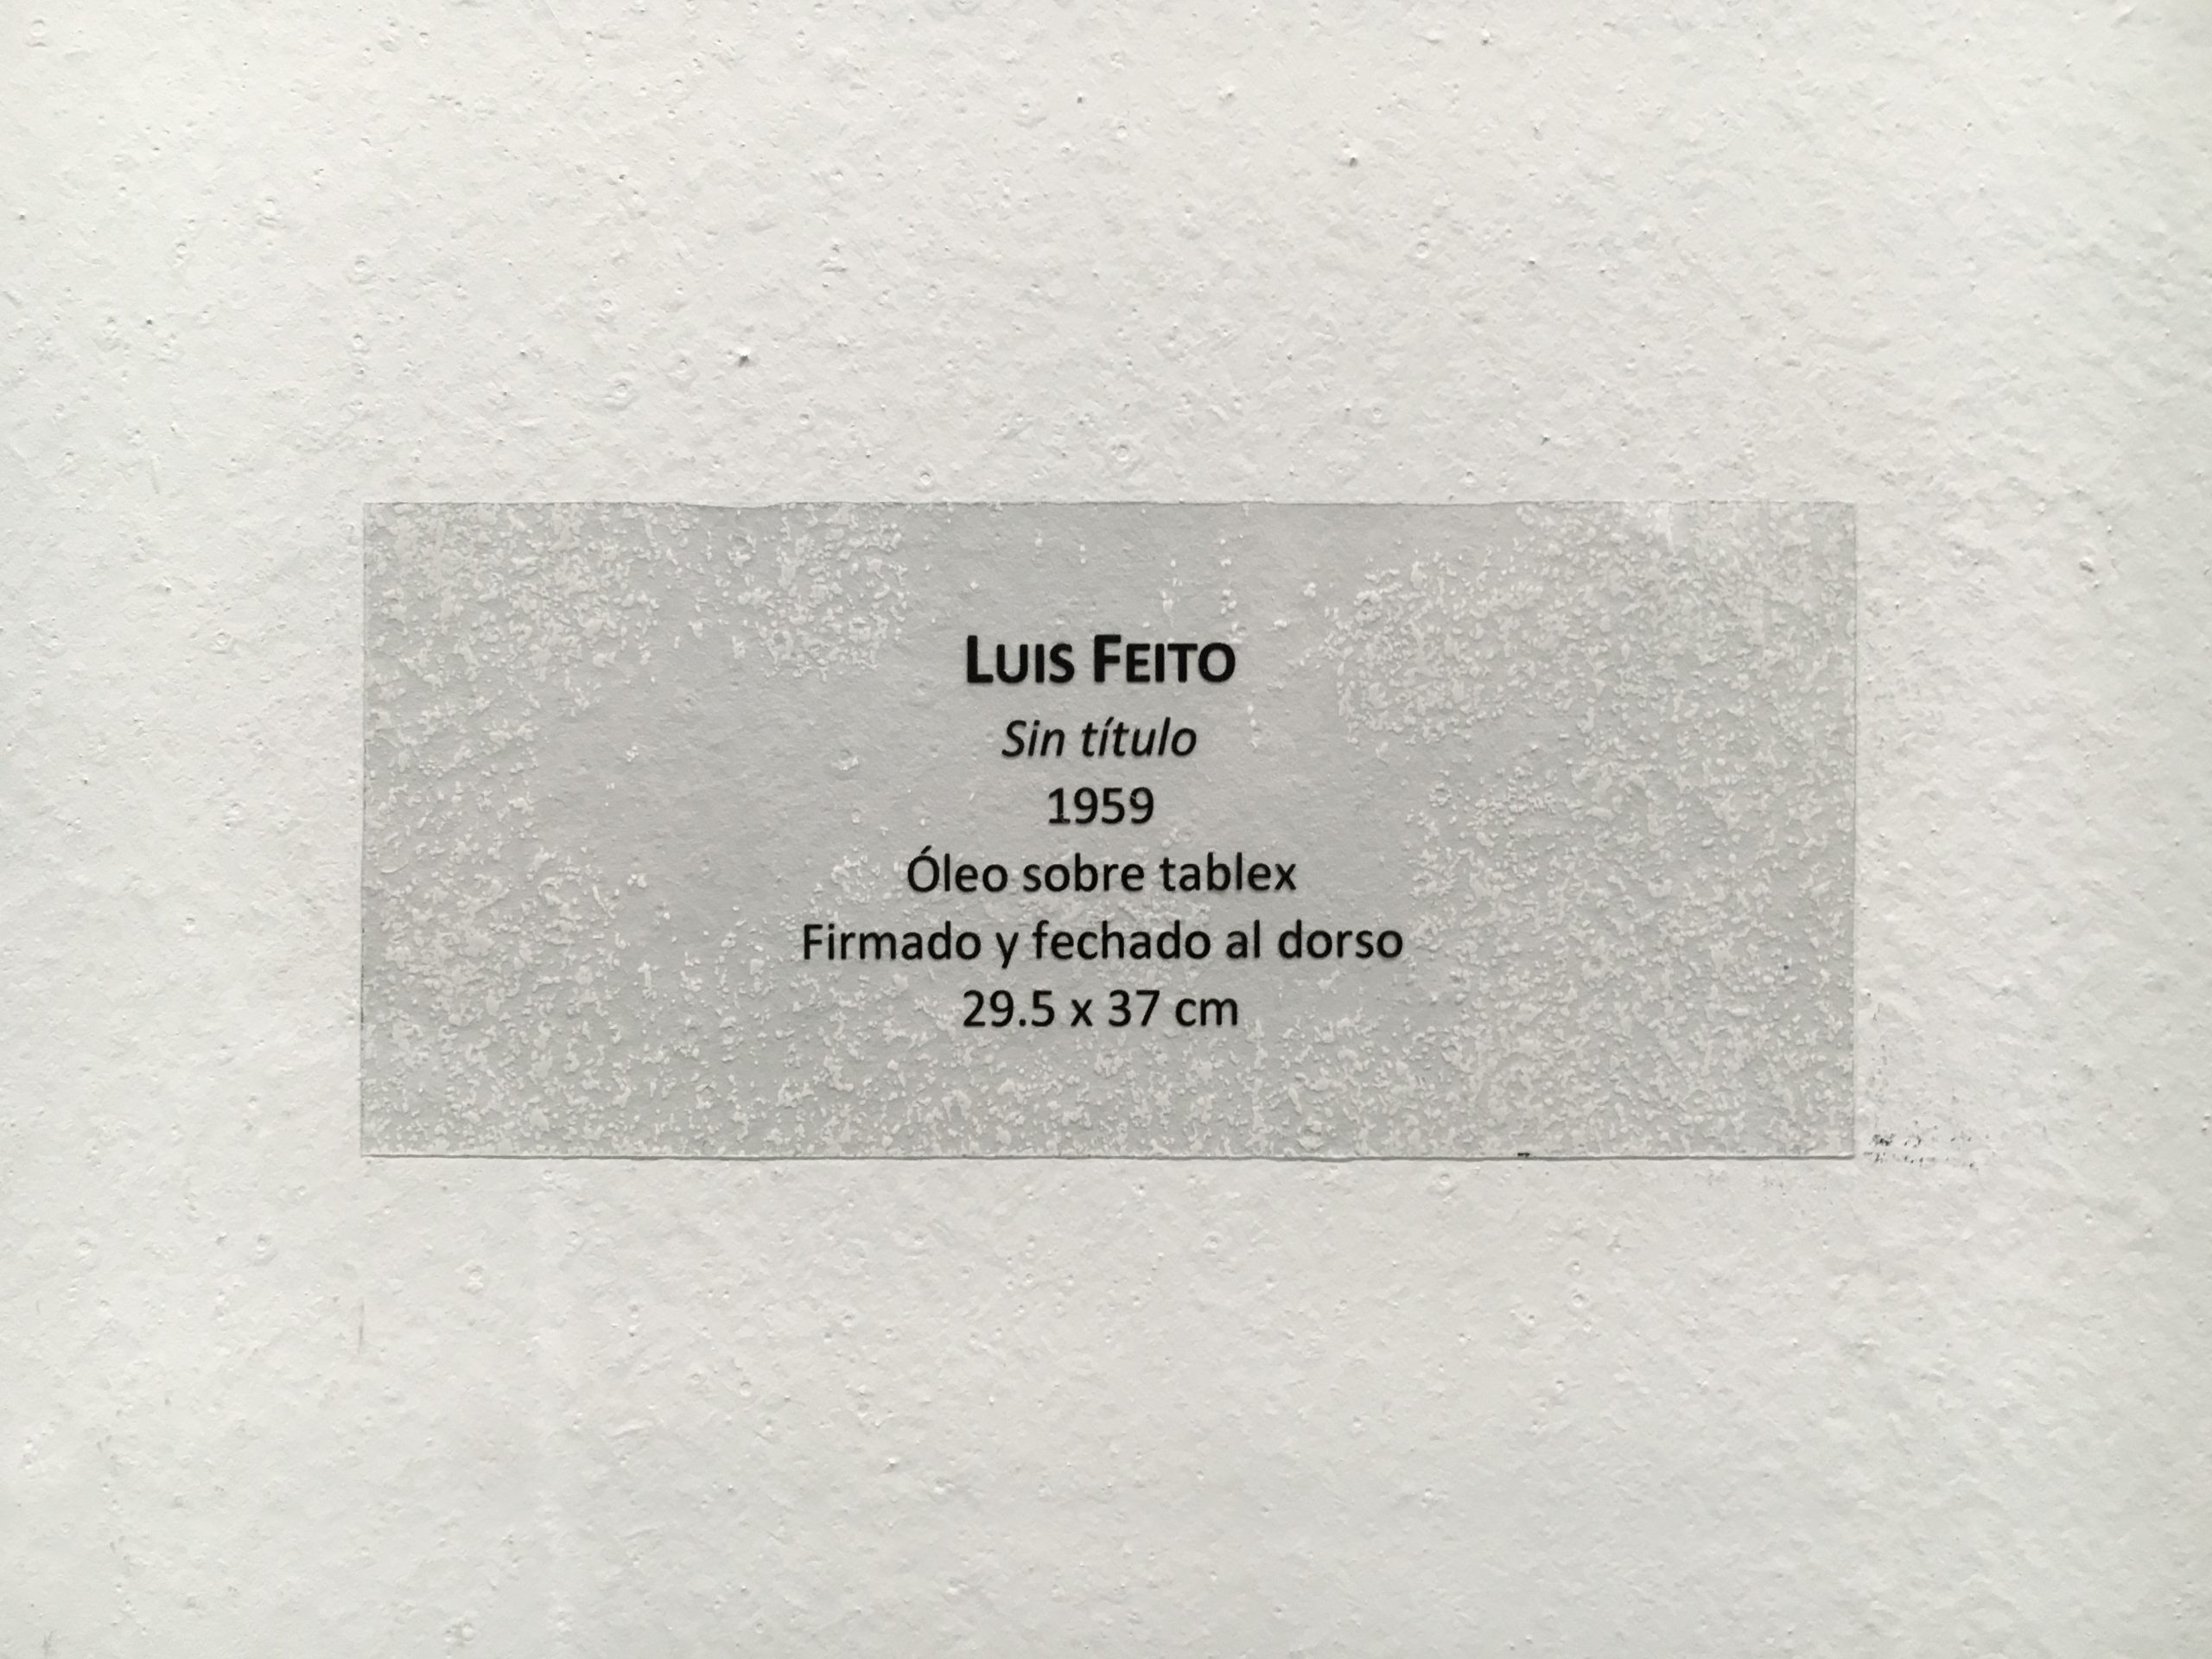 LUIS FEITO
Sin título
1959
Óleo sobre tablex
Firmado y fechado al dorso
29.5 x 37 cm